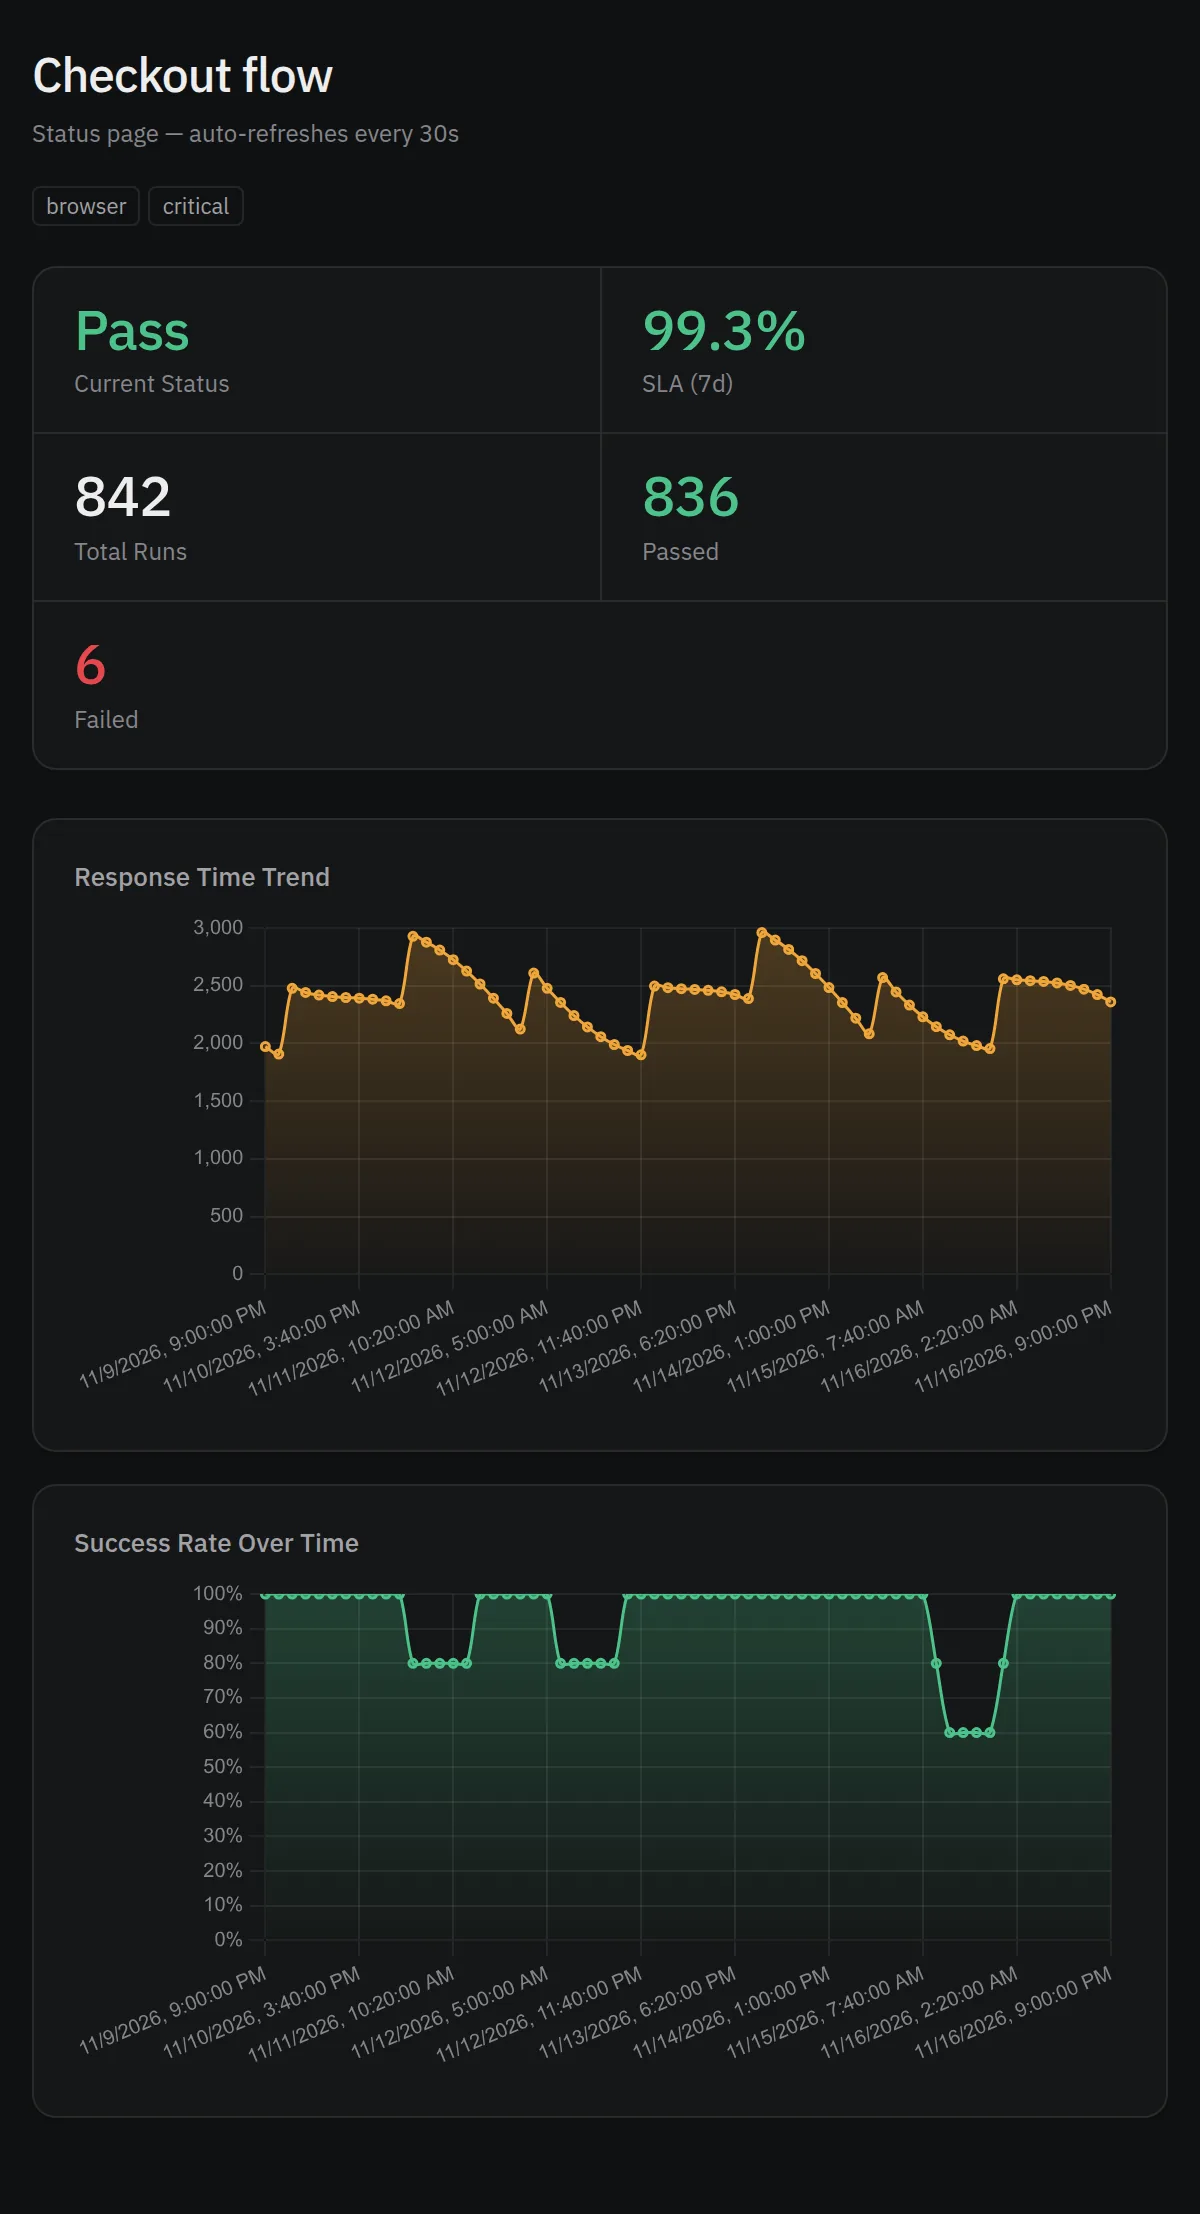 Checkout flow
Status page — auto-refreshes every 30s
browser critical
Pass
Current Status
99.3%
SLA (7d)
842
Total Runs
836
Passed
6
Failed
Response Time Trend
3,000
2,500
2,000
1,500
1,000
500
0
11/9/2026, 9:00:00 PM
11/10/2026, 3:40:00 PM
11/11/2026, 10:20:00 AM
11/12/2026, 5:00:00 AM
11/12/2026, 11:40:00 PM
11/13/2026, 6:20:00 PM
11/14/2026, 1:00:00 PM
11/15/2026, 7:40:00 AM
11/16/2026, 2:20:00 AM
11/16/2026, 9:00:00 PM
Success Rate Over Time
100%
90%
80%
70%
60%
50%
40%
30%
20%
10%
0%
11/9/2026, 9:00:00 PM
11/10/2026, 3:40:00 PM
11/11/2026, 10:20:00 AM
11/12/2026, 5:00:00 AM
11/12/2026, 11:40:00 PM
11/13/2026, 6:20:00 PM
11/14/2026, 1:00:00 PM
11/15/2026, 7:40:00 AM
11/16/2026, 2:20:00 AM
11/16/2026, 9:00:00 PM